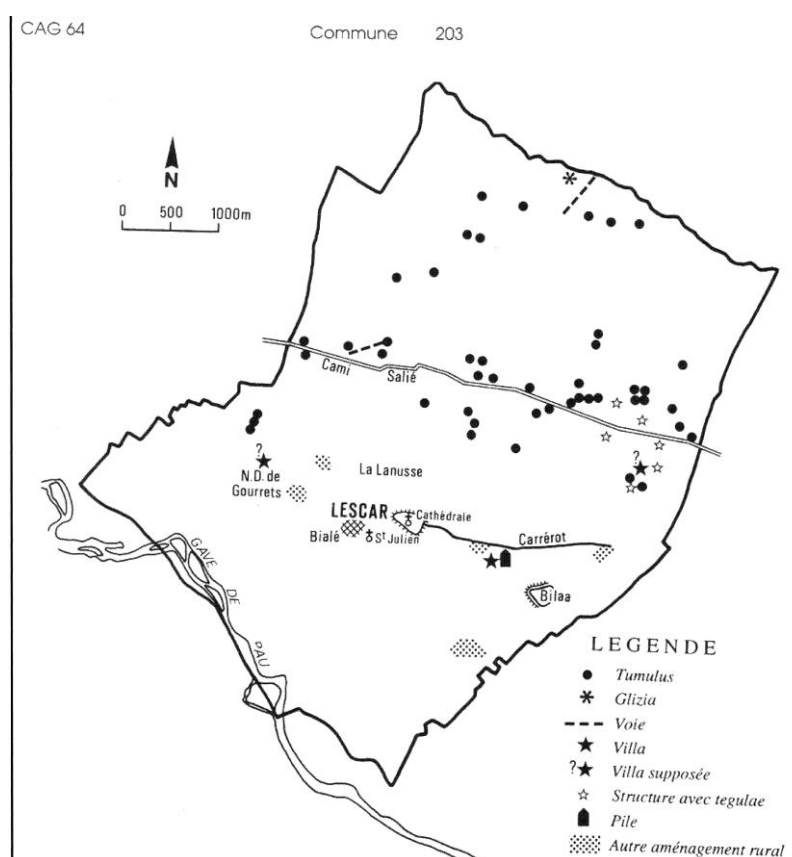 CAG 64
Commune 203
N
0 500 1000m
Cami Salié
?
N.D. de
Gourrets
La Lanusse
?
LESCAR
Cathédrale
Bialé
St Julien
Carrérot
Bilaa
GAVE DE PAU
LEGENDE
Tumulus
Glizia
Voie
Villa
? Villa supposée
Structure avec tegulae
Pile
Autre aménagement rural